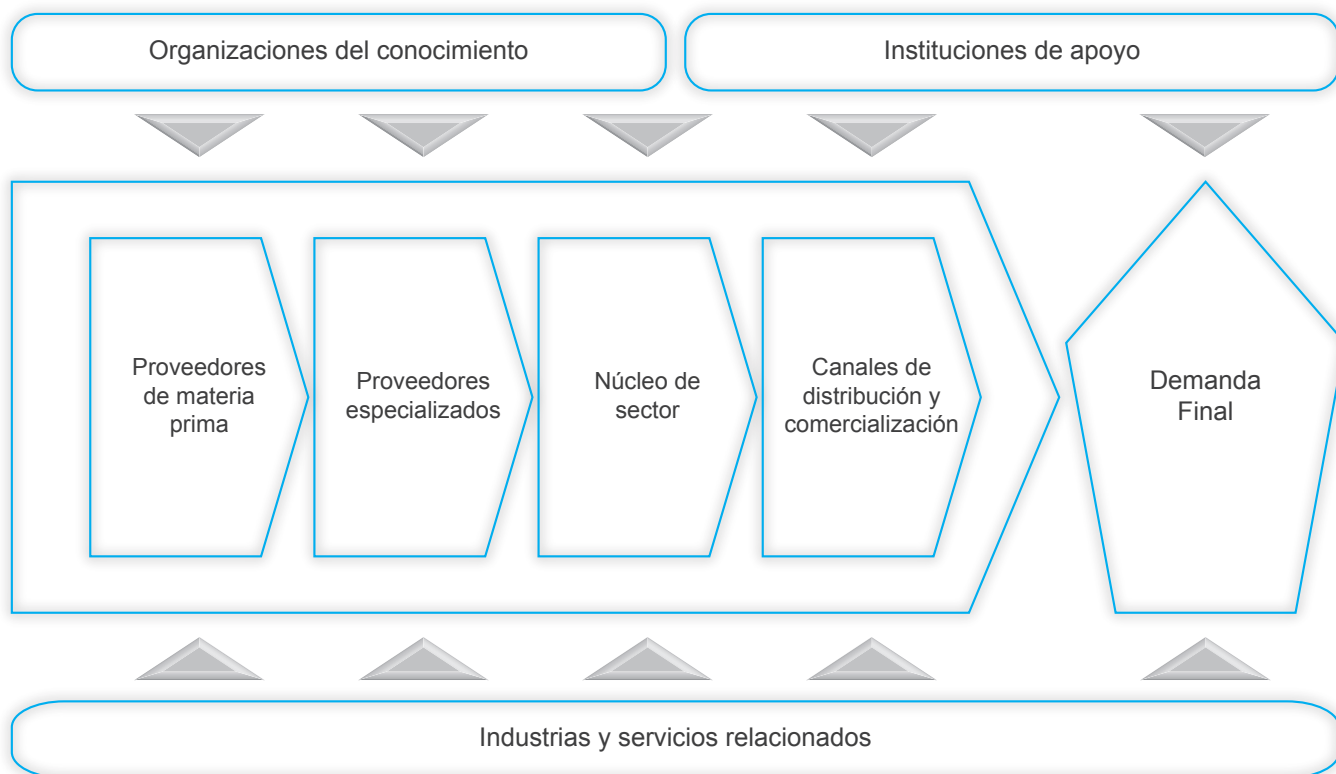 Organizaciones del conocimiento
Instituciones de apoyo
Proveedores
de materia
prima
Proveedores
especializados
Núcleo de
sector
Canales de
distribución y
comercialización
Demanda
Final
Industrias y servicios relacionados